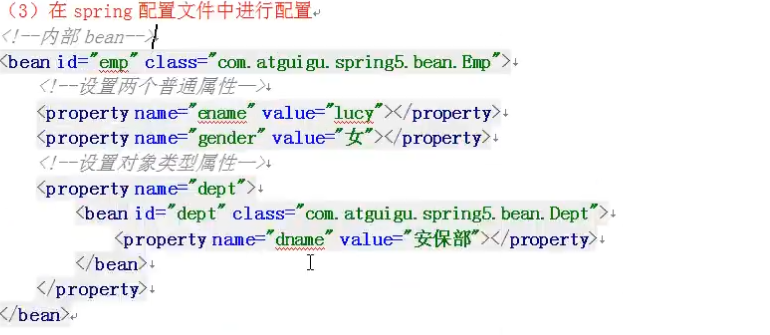 （3）在 spring 配置文件中进行配置
<!--内部 bean-->
<bean id="emp" class="com.atguigu.spring5.bean.Emp">
<!--设置两个普通属性-->
<property name="ename" value="lucy"></property>
<property name="gender" value="女"></property>
<!--设置对象类型属性-->
<property name="dept">
<bean id="dept" class="com.atguigu.spring5.bean.Dept">
<property name="dname" value="安保部"></property>
</bean>
</property>
</bean>